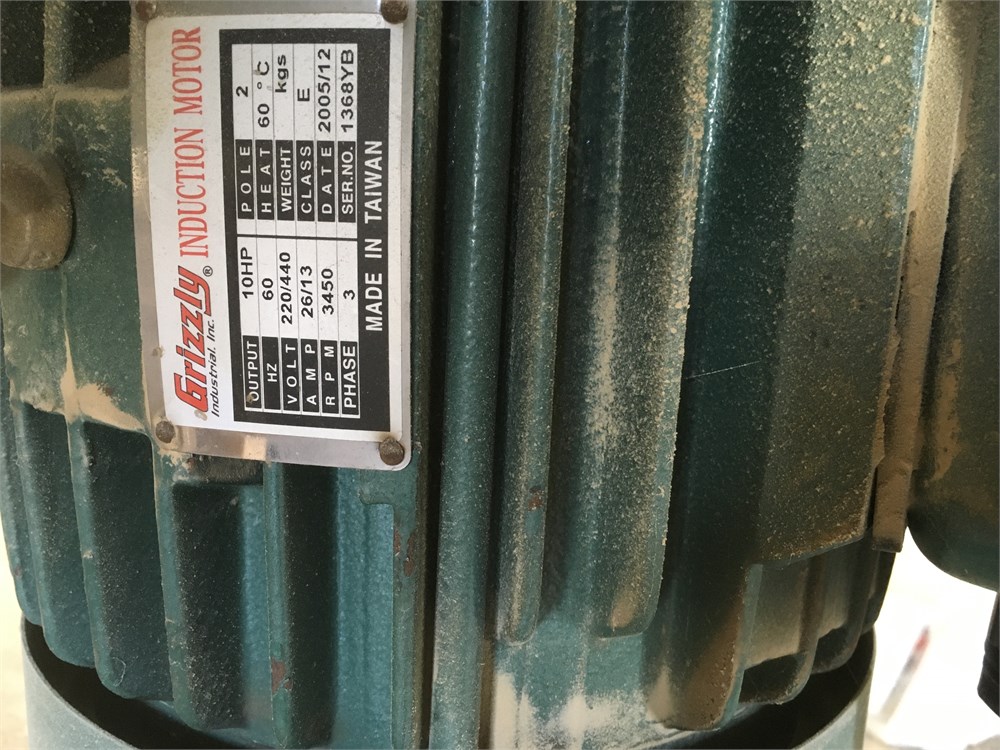 Grizzly® INDUCTION MOTOR
Industrial, Inc.
OUTPUT 10HP POLE 2
HZ 60 HEAT 60 °C
VOLT 220/440 WEIGHT kgs
AMP 26/13 CLASS E
RPM 3450 DATE 2005/12
PHASE 3 SER.NO. 1368YB
MADE IN TAIWAN